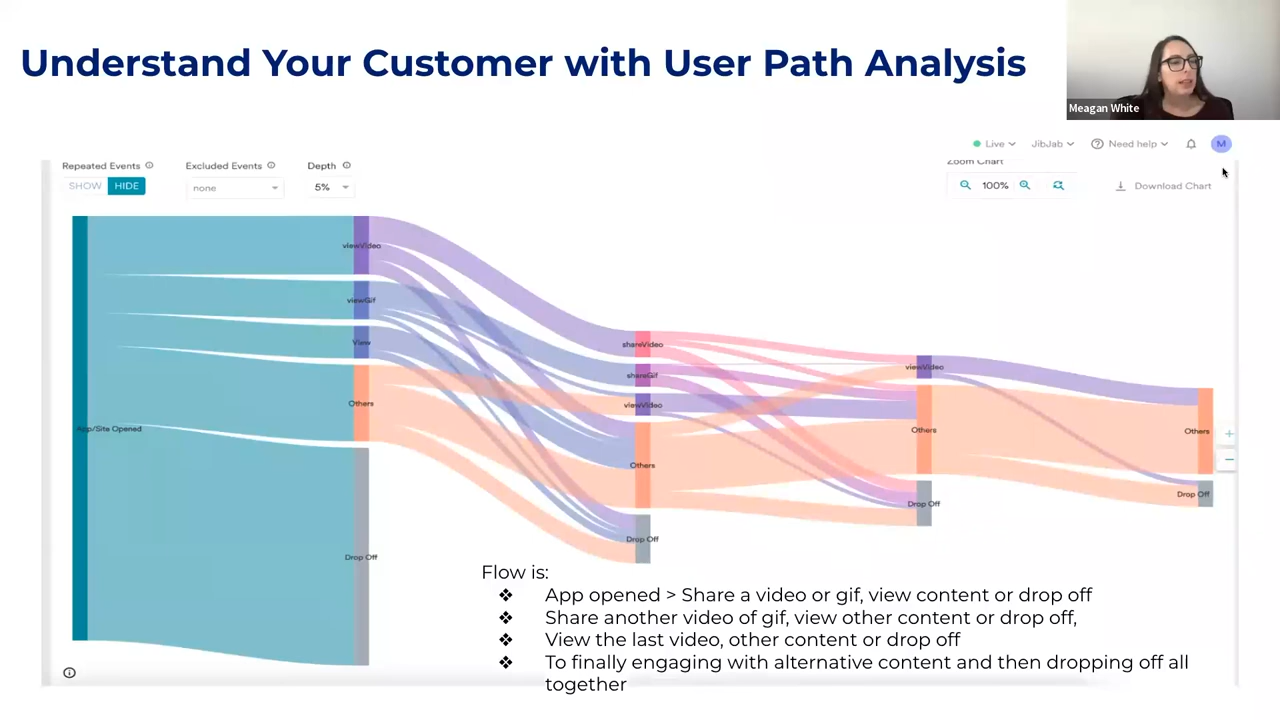 Understand Your Customer with User Path Analysis
Meagan White
Live
JibJab
Need help
M
Repeated Events
Excluded Events
Depth
Zoom Chart
SHOW
HIDE
none
5%
100%
Download Chart
viewVideo
viewGif
View
shareVideo
viewVideo
shareGif
Others
viewVideo
App/Site Opened
Others
Others
Others
Drop Off
Drop Off
Drop Off
Drop Off
Flow is:
❖ App opened > Share a video or gif, view content or drop off
❖ Share another video of gif, view other content or drop off,
❖ View the last video, other content or drop off
❖ To finally engaging with alternative content and then dropping off all
together